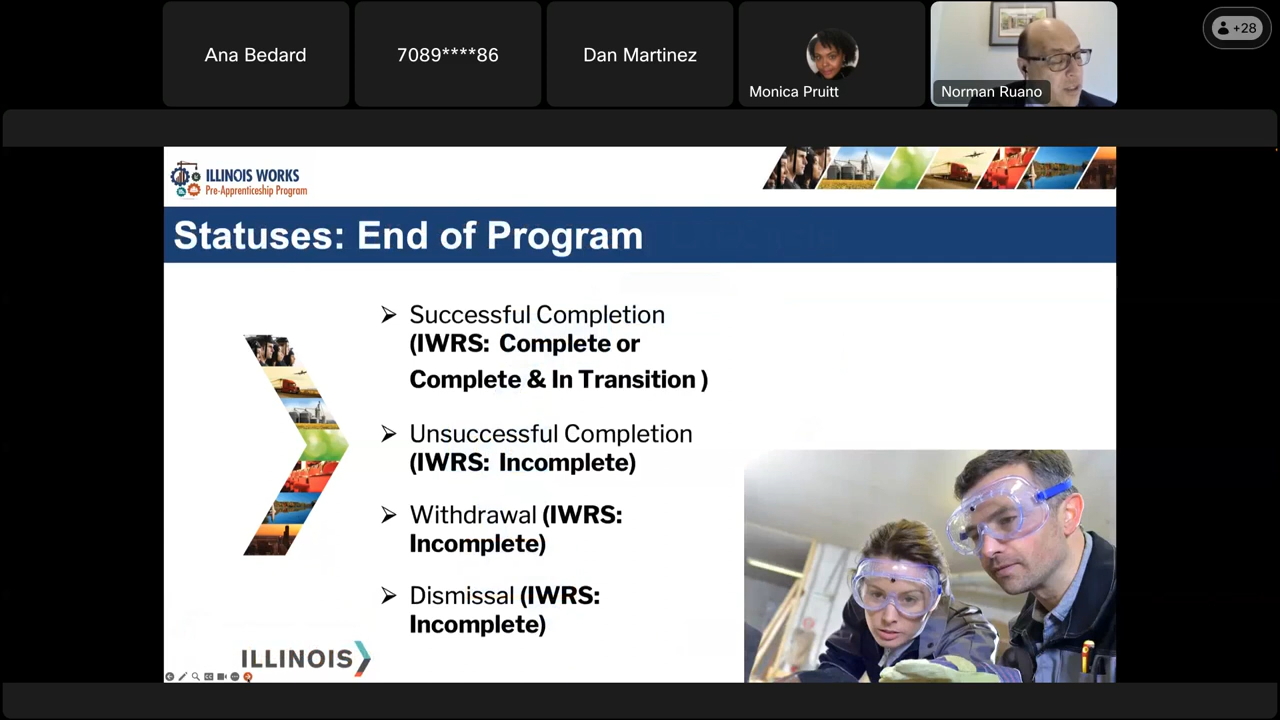 Ana Bedard
7089****86
Dan Martinez
Monica Pruitt
Norman Ruano
+28
ILLINOIS WORKS
Pre-Apprenticeship Program
Statuses: End of Program
➢ Successful Completion
(IWRS: Complete or
Complete & In Transition )
➢ Unsuccessful Completion
(IWRS: Incomplete)
➢ Withdrawal (IWRS:
Incomplete)
➢ Dismissal (IWRS:
Incomplete)
ILLINOIS